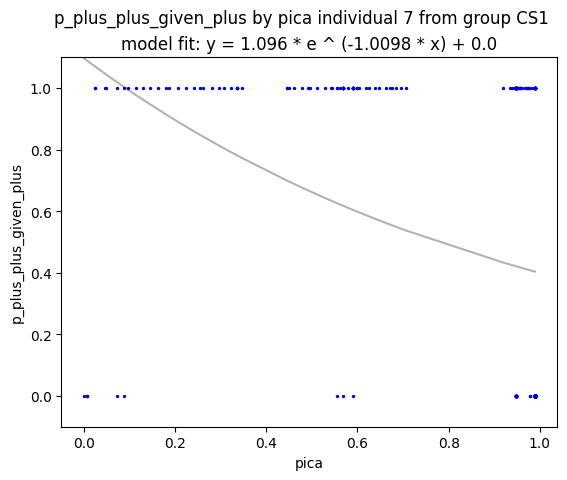 p_plus_plus_given_plus by pica individual 7 from group CS1
model fit: y = 1.096 * e ^ (-1.0098 * x) + 0.0
p_plus_plus_given_plus
1.0
0.8
0.6
0.4
0.2
0.0
0.0 0.2 0.4 0.6 0.8 1.0
pica